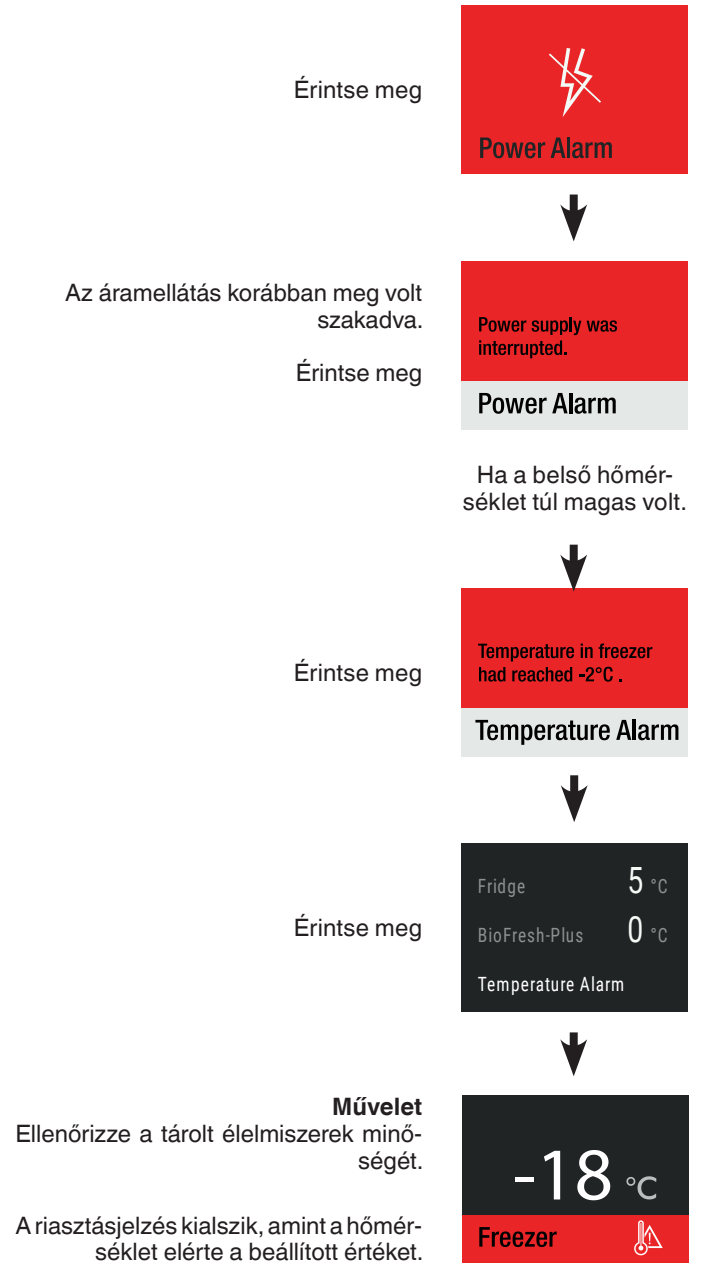 Érintse meg
Power Alarm
Az áramellátás korábban meg volt
szakadva.
Érintse meg
Power supply was
interrupted.
Power Alarm
Ha a belső hőmér-
séklet túl magas volt.
Érintse meg
Temperature in freezer
had reached -2°C .
Temperature Alarm
Érintse meg
Fridge 5 °C
BioFresh-Plus 0 °C
Temperature Alarm
Művelet
Ellenőrizze a tárolt élelmiszerek minő-
ségét.
A riasztásjelzés kialszik, amint a hőmér-
séklet elérte a beállított értéket.
-18 °C
Freezer